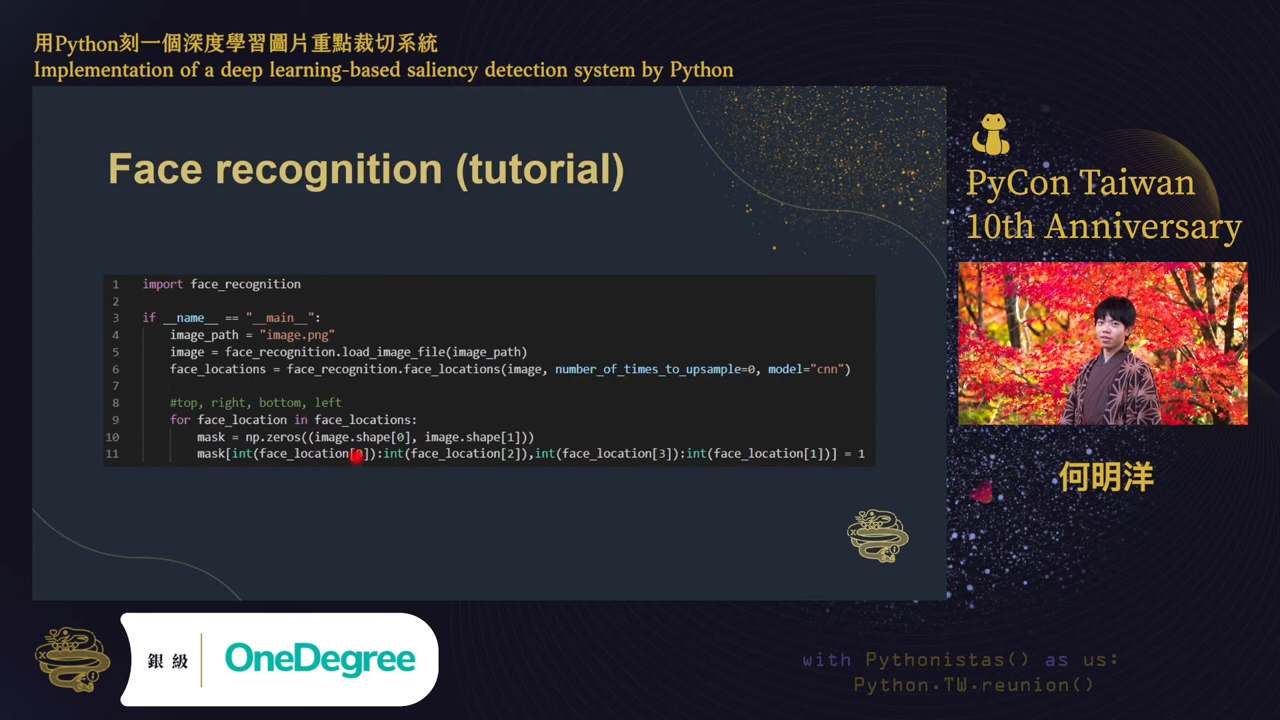 用Python刻一個深度學習圖片重點裁切系統
Implementation of a deep learning-based saliency detection system by Python
Face recognition (tutorial)
1 import face_recognition
2
3 if __name__ == "__main__":
4 image_path = "image.png"
5 image = face_recognition.load_image_file(image_path)
6 face_locations = face_recognition.face_locations(image, number_of_times_to_upsample=0, model="cnn")
7
8 #top, right, bottom, left
9 for face_location in face_locations:
10 mask = np.zeros((image.shape[0], image.shape[1]))
11 mask[int(face_location[0]):int(face_location[2]),int(face_location[3]):int(face_location[1])] = 1
PyCon Taiwan
10th Anniversary
何明洋
銀級
OneDegree
with Pythonistas() as us:
Python.TW.reunion()